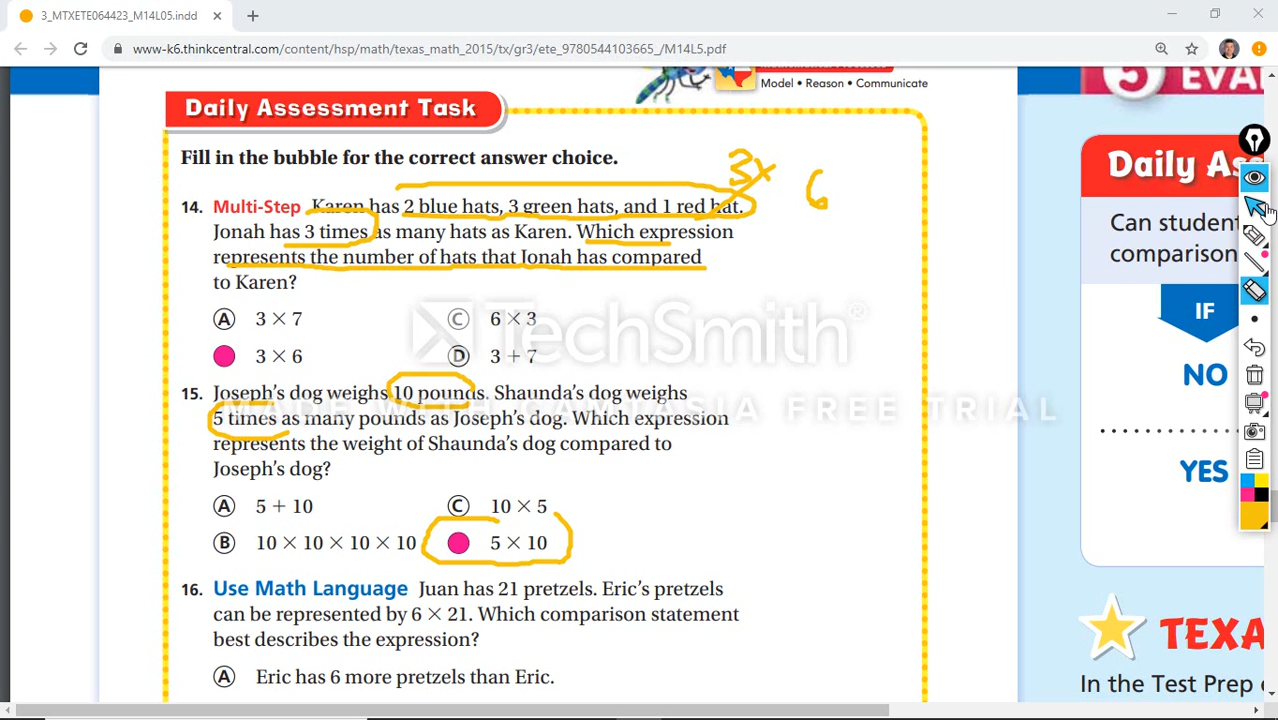 3_MTXETE064423_M14L05.indd
www-k6.thinkcentral.com/content/hsp/math/texas_math_2015/tx/gr3/ete_9780544103665_/M14L5.pdf
Model • Reason • Communicate
Daily Assessment Task
Fill in the bubble for the correct answer choice.
3x 6
14. Multi-Step Karen has 2 blue hats, 3 green hats, and 1 red hat.
Jonah has 3 times as many hats as Karen. Which expression
represents the number of hats that Jonah has compared
to Karen?
A 3 × 7 C 6 × 3
3 × 6 D 3 + 7
15. Joseph's dog weighs 10 pounds. Shaunda's dog weighs
5 times as many pounds as Joseph's dog. Which expression
represents the weight of Shaunda's dog compared to
Joseph's dog?
A 5 + 10 C 10 × 5
B 10 × 10 × 10 × 10 5 × 10
16. Use Math Language Juan has 21 pretzels. Eric's pretzels
can be represented by 6 × 21. Which comparison statement
best describes the expression?
A Eric has 6 more pretzels than Eric.
TechSmith®
MADE WITH CAMTASIA FREE TRIAL
5 EVA
Daily As
Can student
comparison
IF
NO
YES
TEXA
In the Test Prep